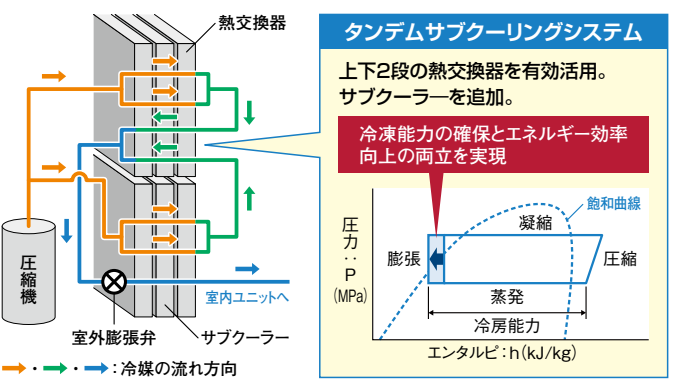 熱交換器
圧縮機
室内ユニットへ
室外膨張弁
サブクーラー
→・→・→:冷媒の流れ方向
タンデムサブクーリングシステム
上下2段の熱交換器を有効活用。
サブクーラ―を追加。
冷凍能力の確保とエネルギー効率
向上の両立を実現
飽和曲線
圧力:P
(MPa)
凝縮
膨張
圧縮
蒸発
冷房能力
エンタルピ:h(kJ/kg)